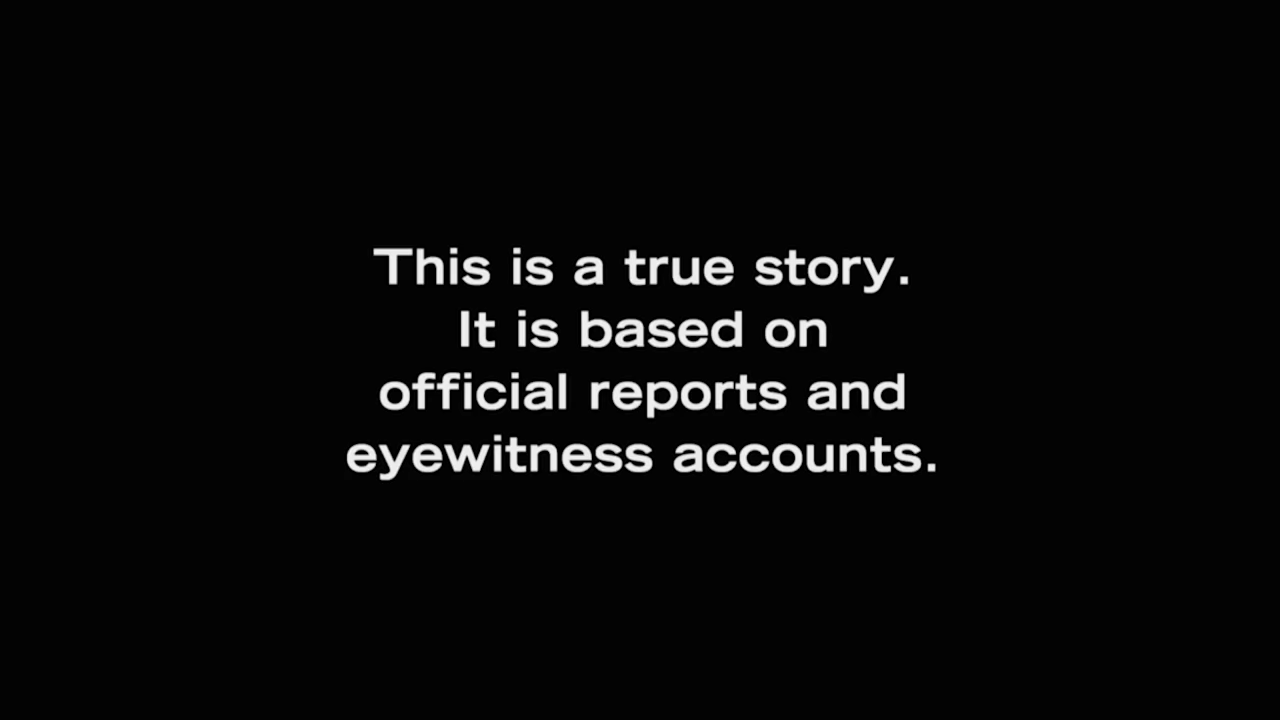 This is a true story.
It is based on
official reports and
eyewitness accounts.